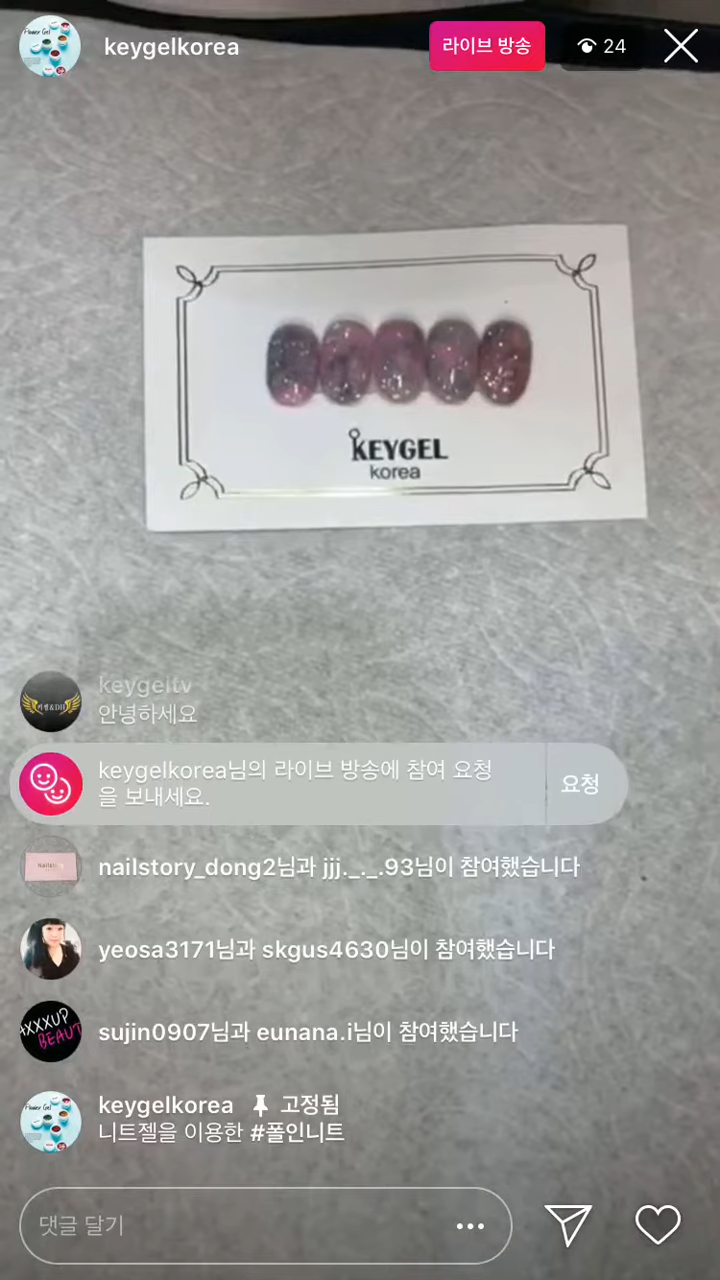 keygelkorea
라이브 방송
24
KEYGEL
korea
keygeltv
안녕하세요
keygelkorea님의 라이브 방송에 참여 요청
을 보내세요.
요청
nailstory_dong2님과 jjj._._.93님이 참여했습니다
yeosa3171님과 skgus4630님이 참여했습니다
sujin0907님과 eunana.i님이 참여했습니다
keygelkorea 고정됨
니트젤을 이용한 #폴인니트
댓글 달기